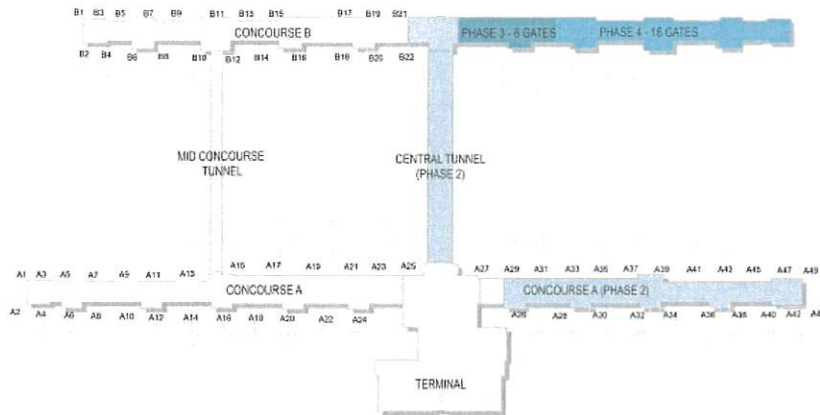 B1 B3 B5 B7 B9 B11 B13 B15 B17 B19 B21
CONCOURSE B
PHASE 3 - 6 GATES
PHASE 4 - 16 GATES
B2 B4 B6 B8 B10 B12 B14 B16 B18 B20 B22
MID CONCOURSE
TUNNEL
CENTRAL TUNNEL
(PHASE 2)
A15 A17 A19 A21 A23 A25 A27 A29 A31 A33 A35 A37 A39 A41 A43 A45 A47 A49
A1 A3 A5 A7 A9 A11 A13
CONCOURSE A
CONCOURSE A (PHASE 2)
A2 A4 A6 A8 A10 A12 A14 A16 A18 A20 A22 A24 A26 A28 A30 A32 A34 A36 A38 A40 A42
TERMINAL